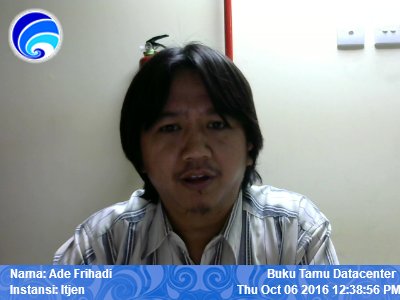 Nama: Ade Frihadi
Buku Tamu Datacenter
Instansi: Itjen
Thu Oct 06 2016 12:38:56 PM